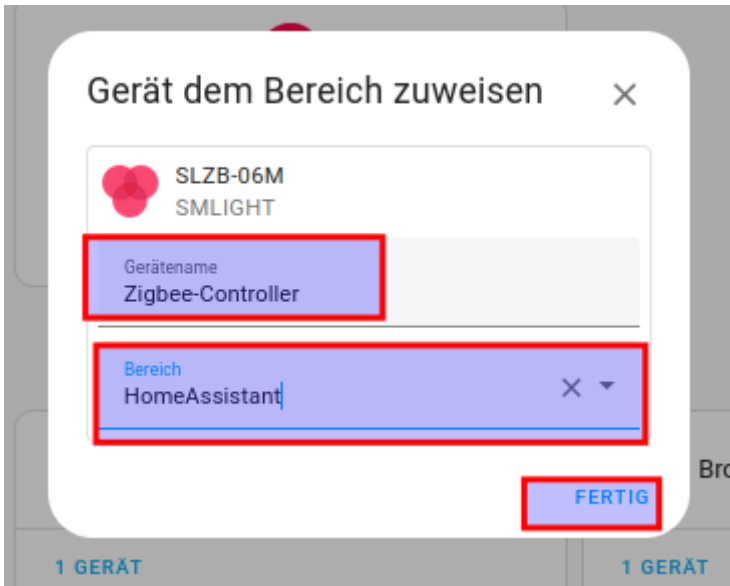 Gerät dem Bereich zuweisen
SLZB-06M
SMLIGHT
Gerätename
Zigbee-Controller
Bereich
HomeAssistant
Bro
FERTIG
1 GERÄT
1 GERÄT